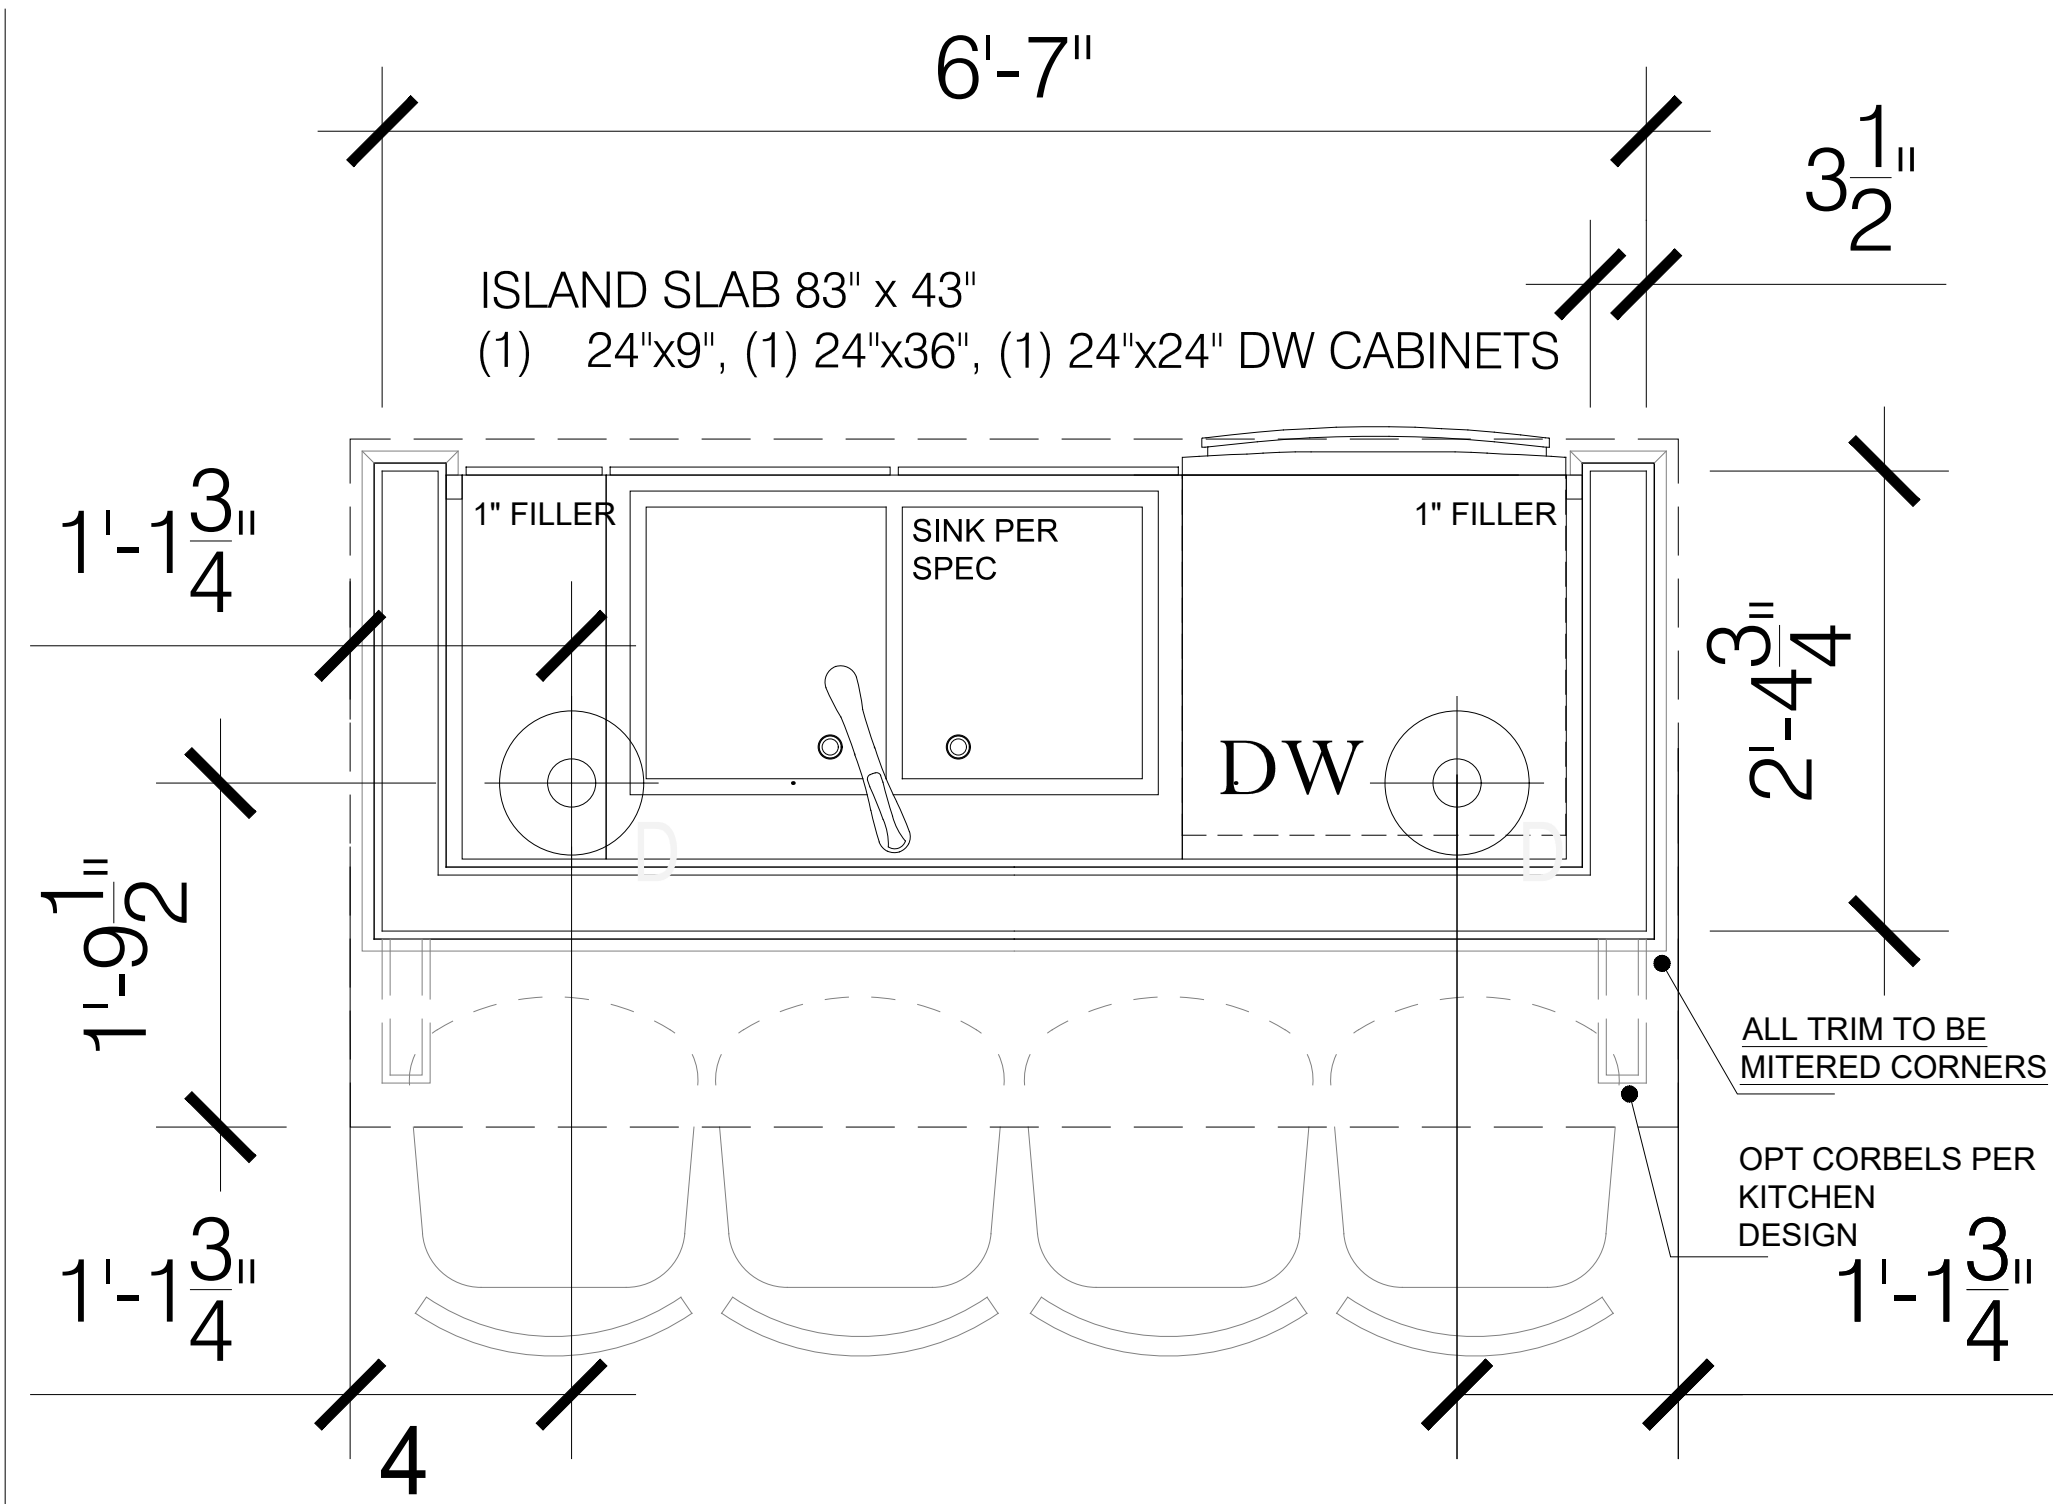 6'-7"
3 1/2"
ISLAND SLAB 83" x 43"
(1) 24"x9", (1) 24"x36", (1) 24"x24" DW CABINETS
1'-1 3/4"
1" FILLER
SINK PER
SPEC
1" FILLER
2'-4 3/4"
DW
D
D
1'-9 1/2"
ALL TRIM TO BE
MITERED CORNERS
OPT CORBELS PER
KITCHEN
DESIGN
1'-1 3/4"
1'-1 3/4"
4